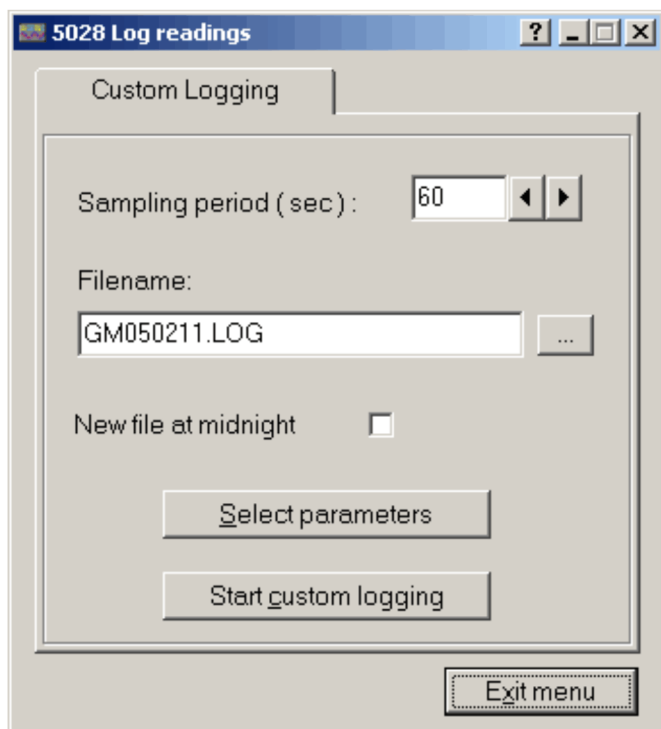 5028 Log readings
Custom Logging
Sampling period ( sec ) : 60
Filename:
GM050211.LOG
...
New file at midnight
Select parameters
Start custom logging
Exit menu